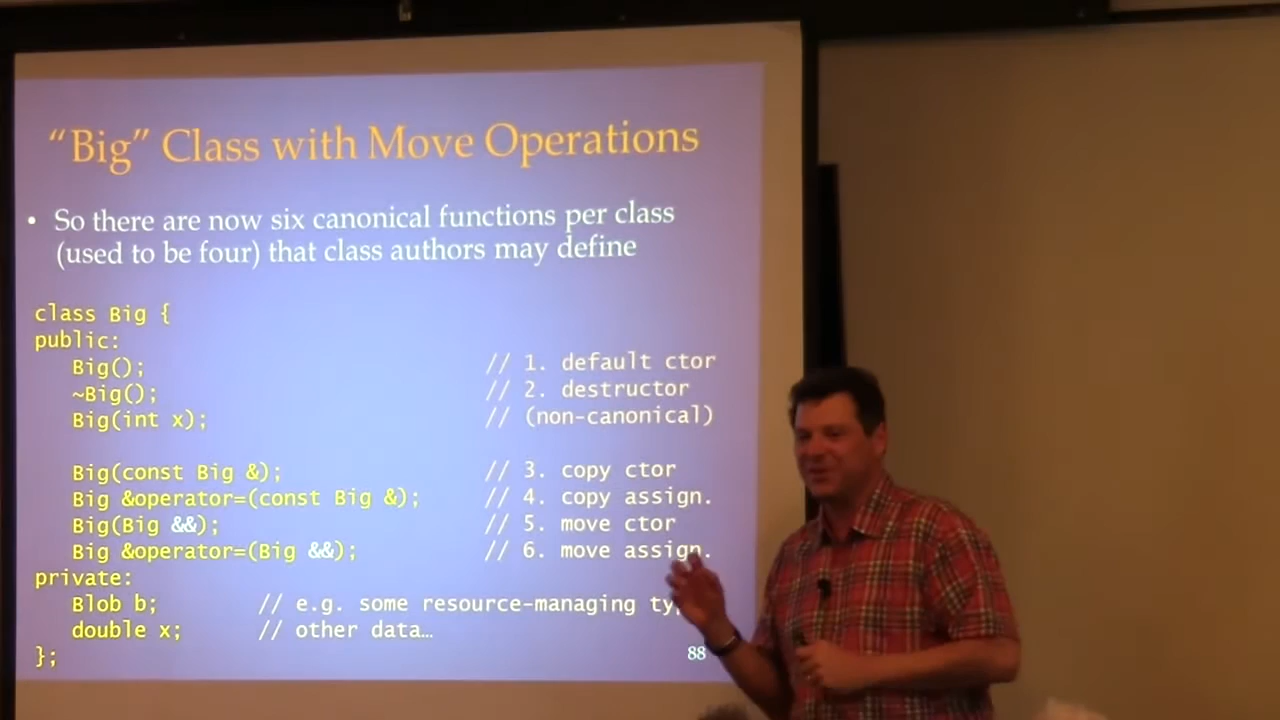 “Big” Class with Move Operations
• So there are now six canonical functions per class
(used to be four) that class authors may define
class Big {
public:
Big(); // 1. default ctor
~Big(); // 2. destructor
Big(int x); // (non-canonical)
Big(const Big &); // 3. copy ctor
Big &operator=(const Big &); // 4. copy assign.
Big(Big &&); // 5. move ctor
Big &operator=(Big &&); // 6. move assign.
private:
Blob b; // e.g. some resource-managing
double x; // other data…
};
88